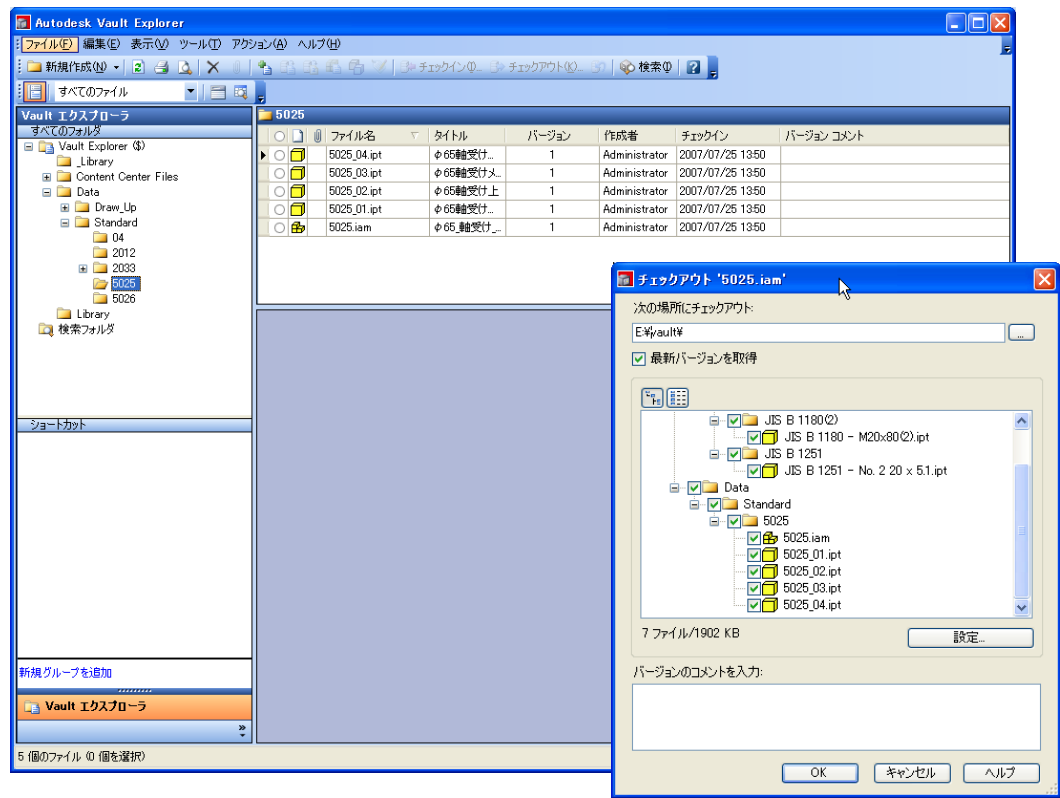 Autodesk Vault Explorer
ファイル(F) 編集(E) 表示(V) ツール(T) アクション(A) ヘルプ(H)
新規作成(N) チェックイン(I)... チェックアウト(K)... 検索(I)
すべてのファイル
Vault エクスプローラ
すべてのフォルダ
Vault Explorer ($)
_Library
Content Center Files
Data
Draw_Up
Standard
04
2012
2033
5025
5026
Library
検索フォルダ
ショートカット
新規グループを追加
Vault エクスプローラ
5 個のファイル (0 個を選択)
5025
ファイル名 タイトル バージョン 作成者 チェックイン バージョン コメント
5025_04.ipt φ65軸受け... 1 Administrator 2007/07/25 13:50
5025_03.ipt φ65軸受けメ... 1 Administrator 2007/07/25 13:50
5025_02.ipt φ65軸受け上 1 Administrator 2007/07/25 13:50
5025_01.ipt φ65軸受け... 1 Administrator 2007/07/25 13:50
5025.iam φ65_軸受け_... 1 Administrator 2007/07/25 13:50
チェックアウト '5025.iam'
次の場所にチェックアウト:
E:¥vault¥
...
最新バージョンを取得
JIS B 1180(2)
JIS B 1180 - M20x80(2).ipt
JIS B 1251
JIS B 1251 - No. 2 20 x 5.1.ipt
Data
Standard
5025
5025.iam
5025_01.ipt
5025_02.ipt
5025_03.ipt
5025_04.ipt
7 ファイル/1902 KB
設定...
バージョンのコメントを入力:
OK キャンセル ヘルプ